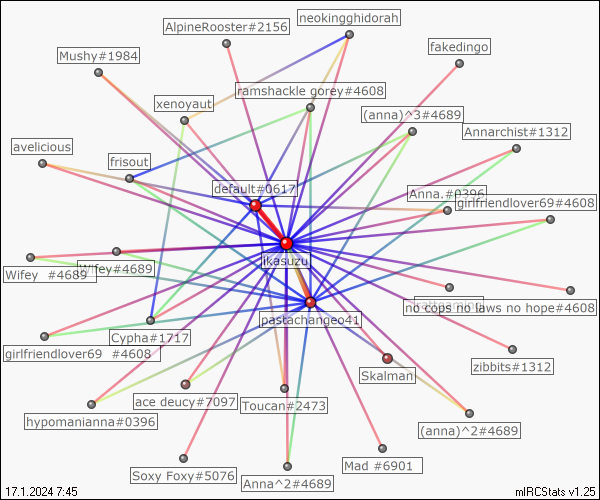 neokingghidorah
AlpineRooster#2156
fakedingo
Mushy#1984
ramshackle gorey#4608
xenoyaut
(anna)^3#4689
Annarchist#1312
avelicious
frisout
default#0617
Anna.#0396
girlfriendlover69#4608
ikasuzu
Wifey #4689
Wifey#4689
no cops no laws no hope#4608
pastachangeo41
Cypha#1717
girlfriendlover69 #4608
zibbits#1312
Skalman
ace deucy#7097
Toucan#2473
hypomanianna#0396
(anna)^2#4689
Mad #6901
Soxy Foxy#5076
Anna^2#4689
17.1.2024 7:45
mIRCStats v1.25